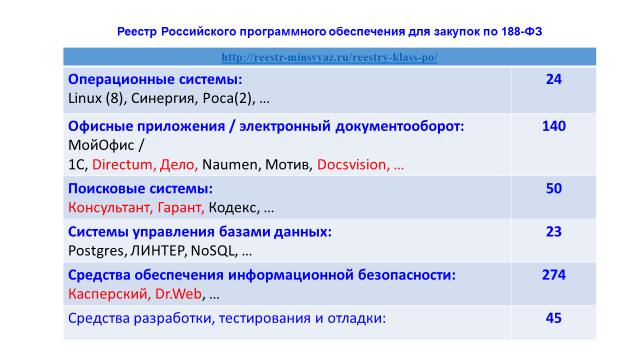 Реестр Российского программного обеспечения для закупок по 188-ФЗ
http://reestr-minsvyaz.ru/reestry-klass-po/
Операционные системы: 24
Linux (8), Синергия, Роса(2), ...
Офисные приложения / электронный документооборот: 140
МойОфис /
1С, Directum, Дело, Naumen, Мотив, Docsvision, ...
Поисковые системы: 50
Консультант, Гарант, Кодекс, ...
Системы управления базами данных: 23
Postgres, ЛИНТЕР, NoSQL, ...
Средства обеспечения информационной безопасности: 274
Касперский, Dr.Web, ...
Средства разработки, тестирования и отладки: 45